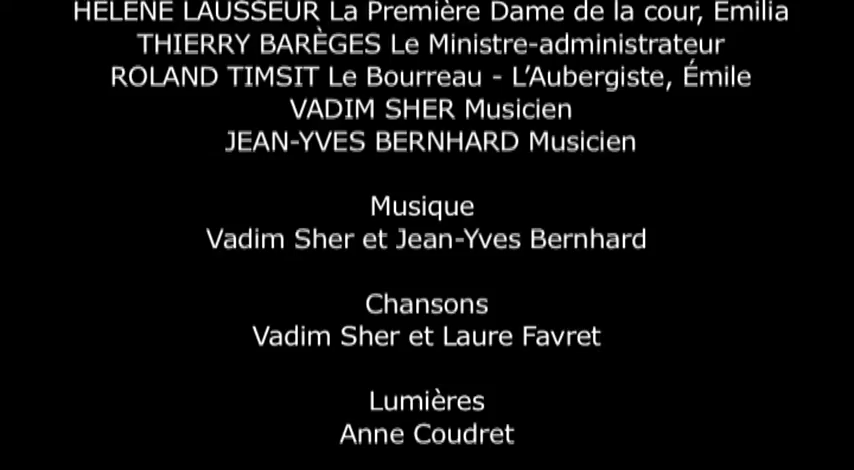 HÉLÈNE LAUSSEUR La Première Dame de la cour, Emilia
THIERRY BARÈGES Le Ministre-administrateur
ROLAND TIMSIT Le Bourreau - L’Aubergiste, Émile
VADIM SHER Musicien
JEAN-YVES BERNHARD Musicien
Musique
Vadim Sher et Jean-Yves Bernhard
Chansons
Vadim Sher et Laure Favret
Lumières
Anne Coudret